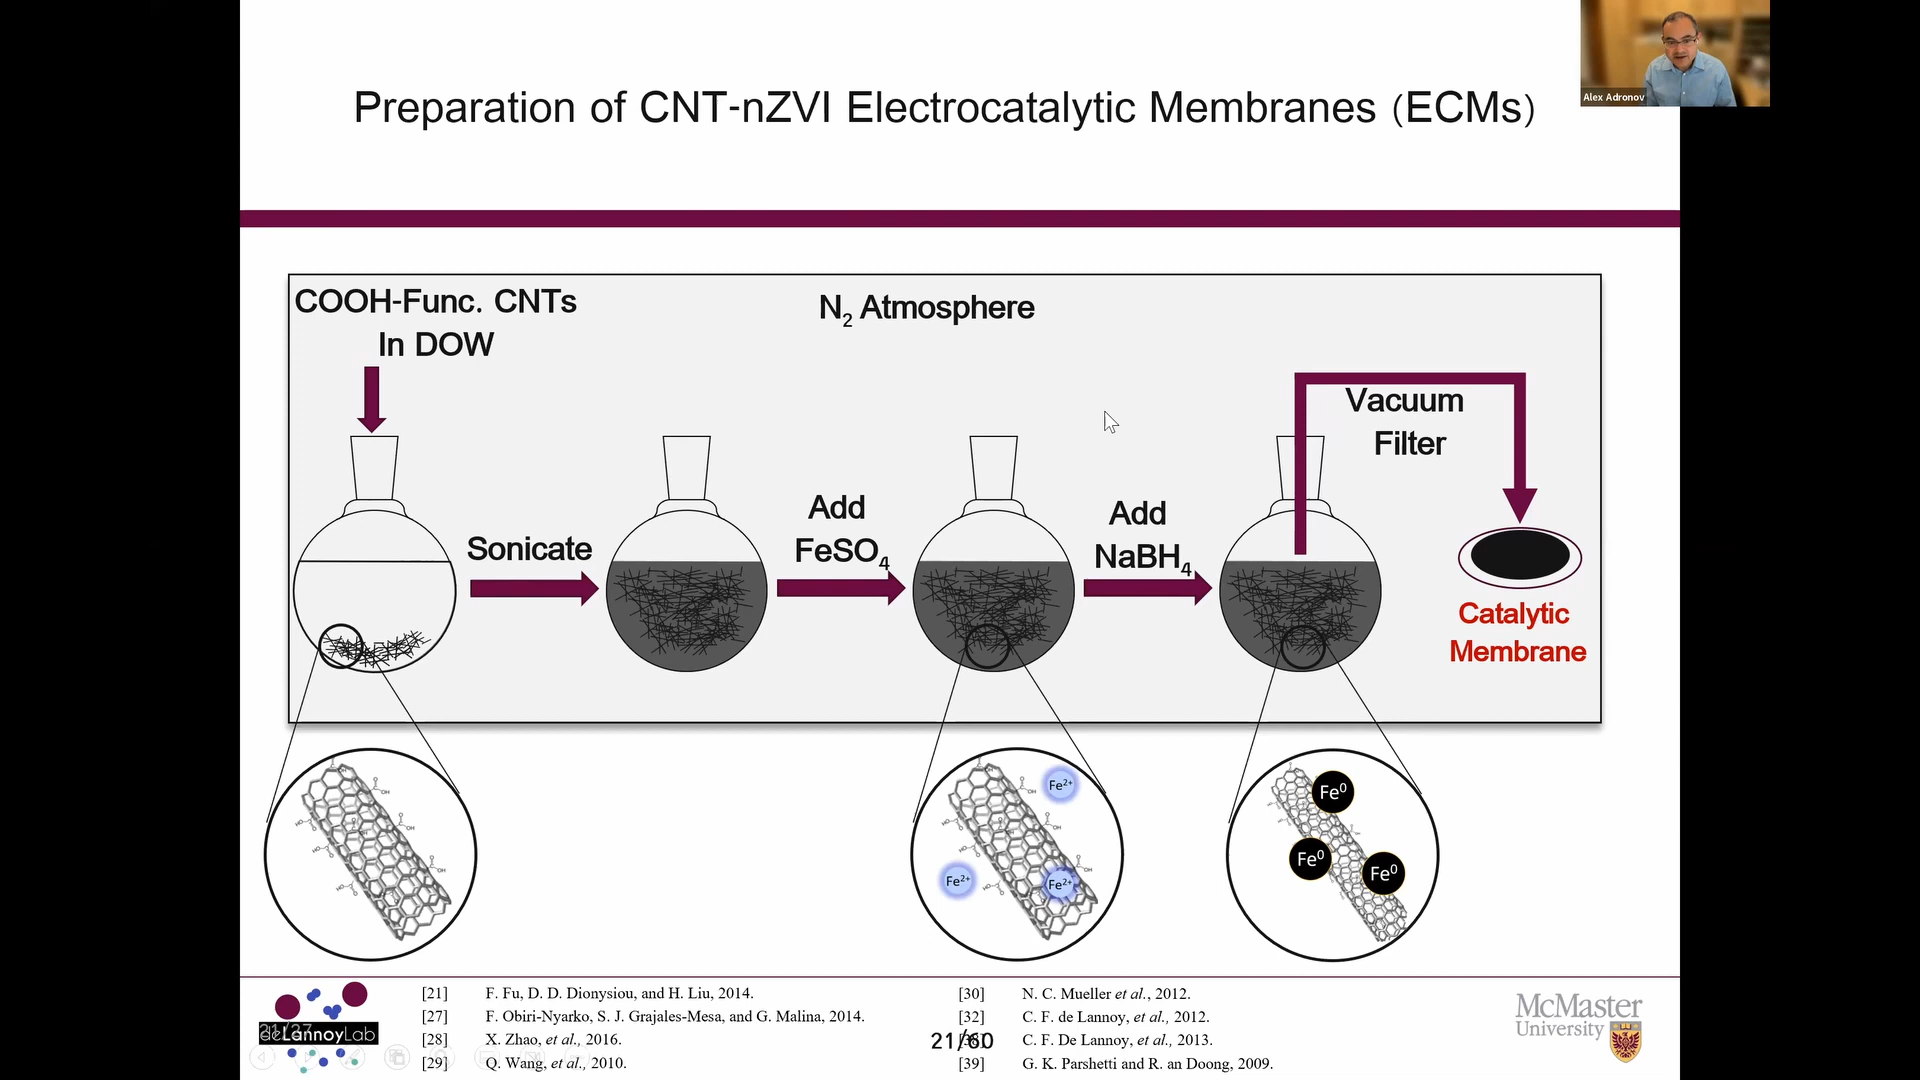 Alex Adronov
Preparation of CNT-nZVI Electrocatalytic Membranes (ECMs)
COOH-Func. CNTs
In DOW
N2 Atmosphere
Sonicate
Add
FeSO4
Add
NaBH4
Vacuum
Filter
Catalytic
Membrane
Fe2+
Fe2+
Fe2+
Fe0
Fe0
Fe0
[21] F. Fu, D. D. Dionysiou, and H. Liu, 2014.
[27] F. Obiri-Nyarko, S. J. Grajales-Mesa, and G. Malina, 2014.
[28] X. Zhao, et al., 2016.
[29] Q. Wang, et al., 2010.
[30] N. C. Mueller et al., 2012.
[32] C. F. de Lannoy, et al., 2012.
C. F. De Lannoy, et al., 2013.
[39] G. K. Parshetti and R. an Doong, 2009.
21/60
21/27
deLannoyLab
McMaster
University